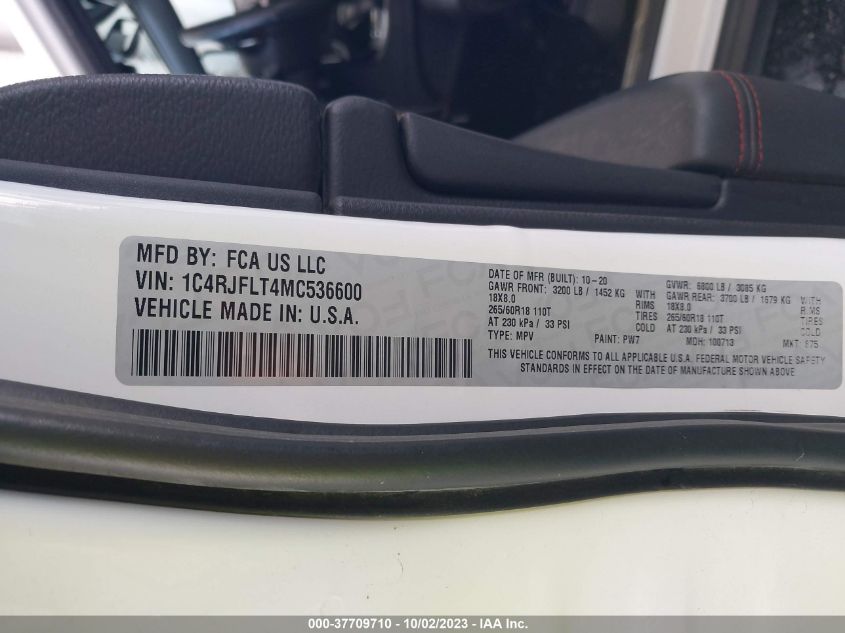 MFD BY: FCA US LLC
VIN: 1C4RJFLT4MC536600
VEHICLE MADE IN: U.S.A.
DATE OF MFR (BUILT): 10-20 GVWR: 6800 LB / 3085 KG
GAWR FRONT: 3200 LB / 1452 KG WITH GAWR REAR: 3700 LB / 1679 KG WITH
18X8.0 RIMS 18X8.0 RIMS
265/60R18 110T TIRES 265/60R18 110T TIRES
AT 230 kPa / 33 PSI COLD AT 230 kPa / 33 PSI COLD
TYPE: MPV PAINT: PW7 MDH: 100713 MKT: 875
THIS VEHICLE CONFORMS TO ALL APPLICABLE U.S.A. FEDERAL MOTOR VEHICLE SAFETY
STANDARDS IN EFFECT ON THE DATE OF MANUFACTURE SHOWN ABOVE
000-37709710 - 10/02/2023 - IAA Inc.